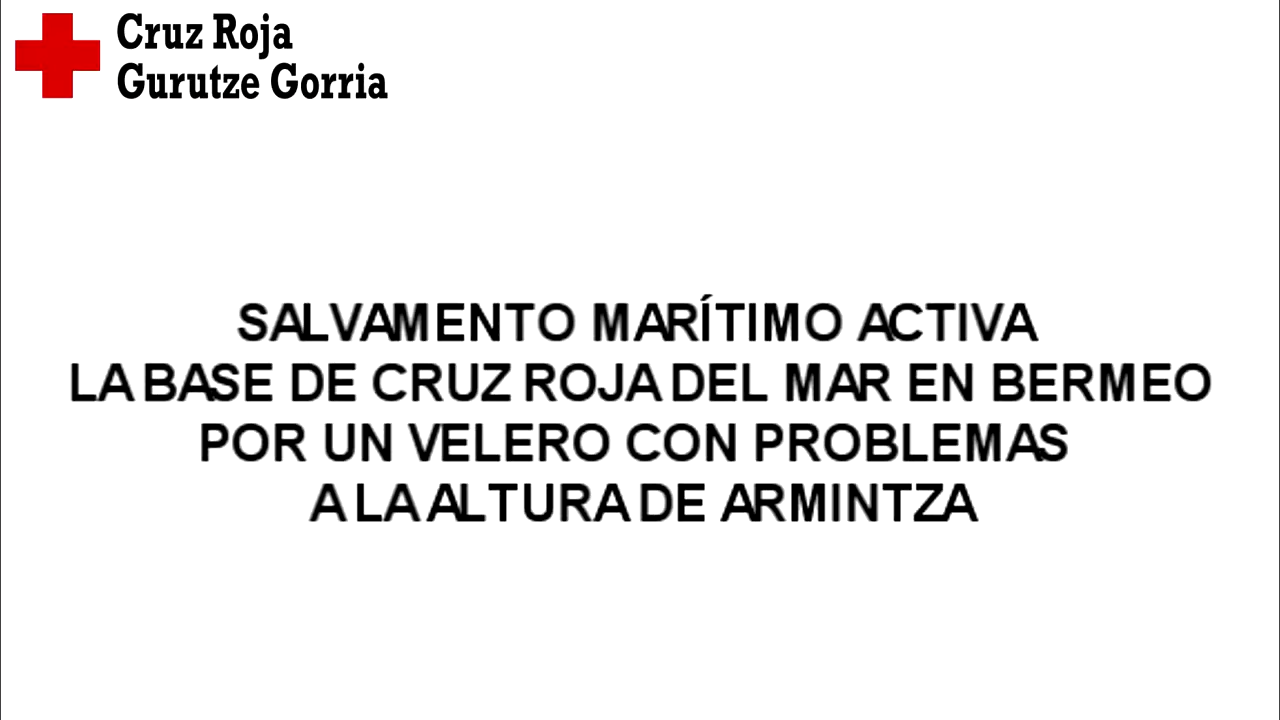 Cruz Roja
Gurutze Gorria
SALVAMENTO MARÍTIMO ACTIVA
LA BASE DE CRUZ ROJA DEL MAR EN BERMEO
POR UN VELERO CON PROBLEMAS
A LA ALTURA DE ARMINTZA